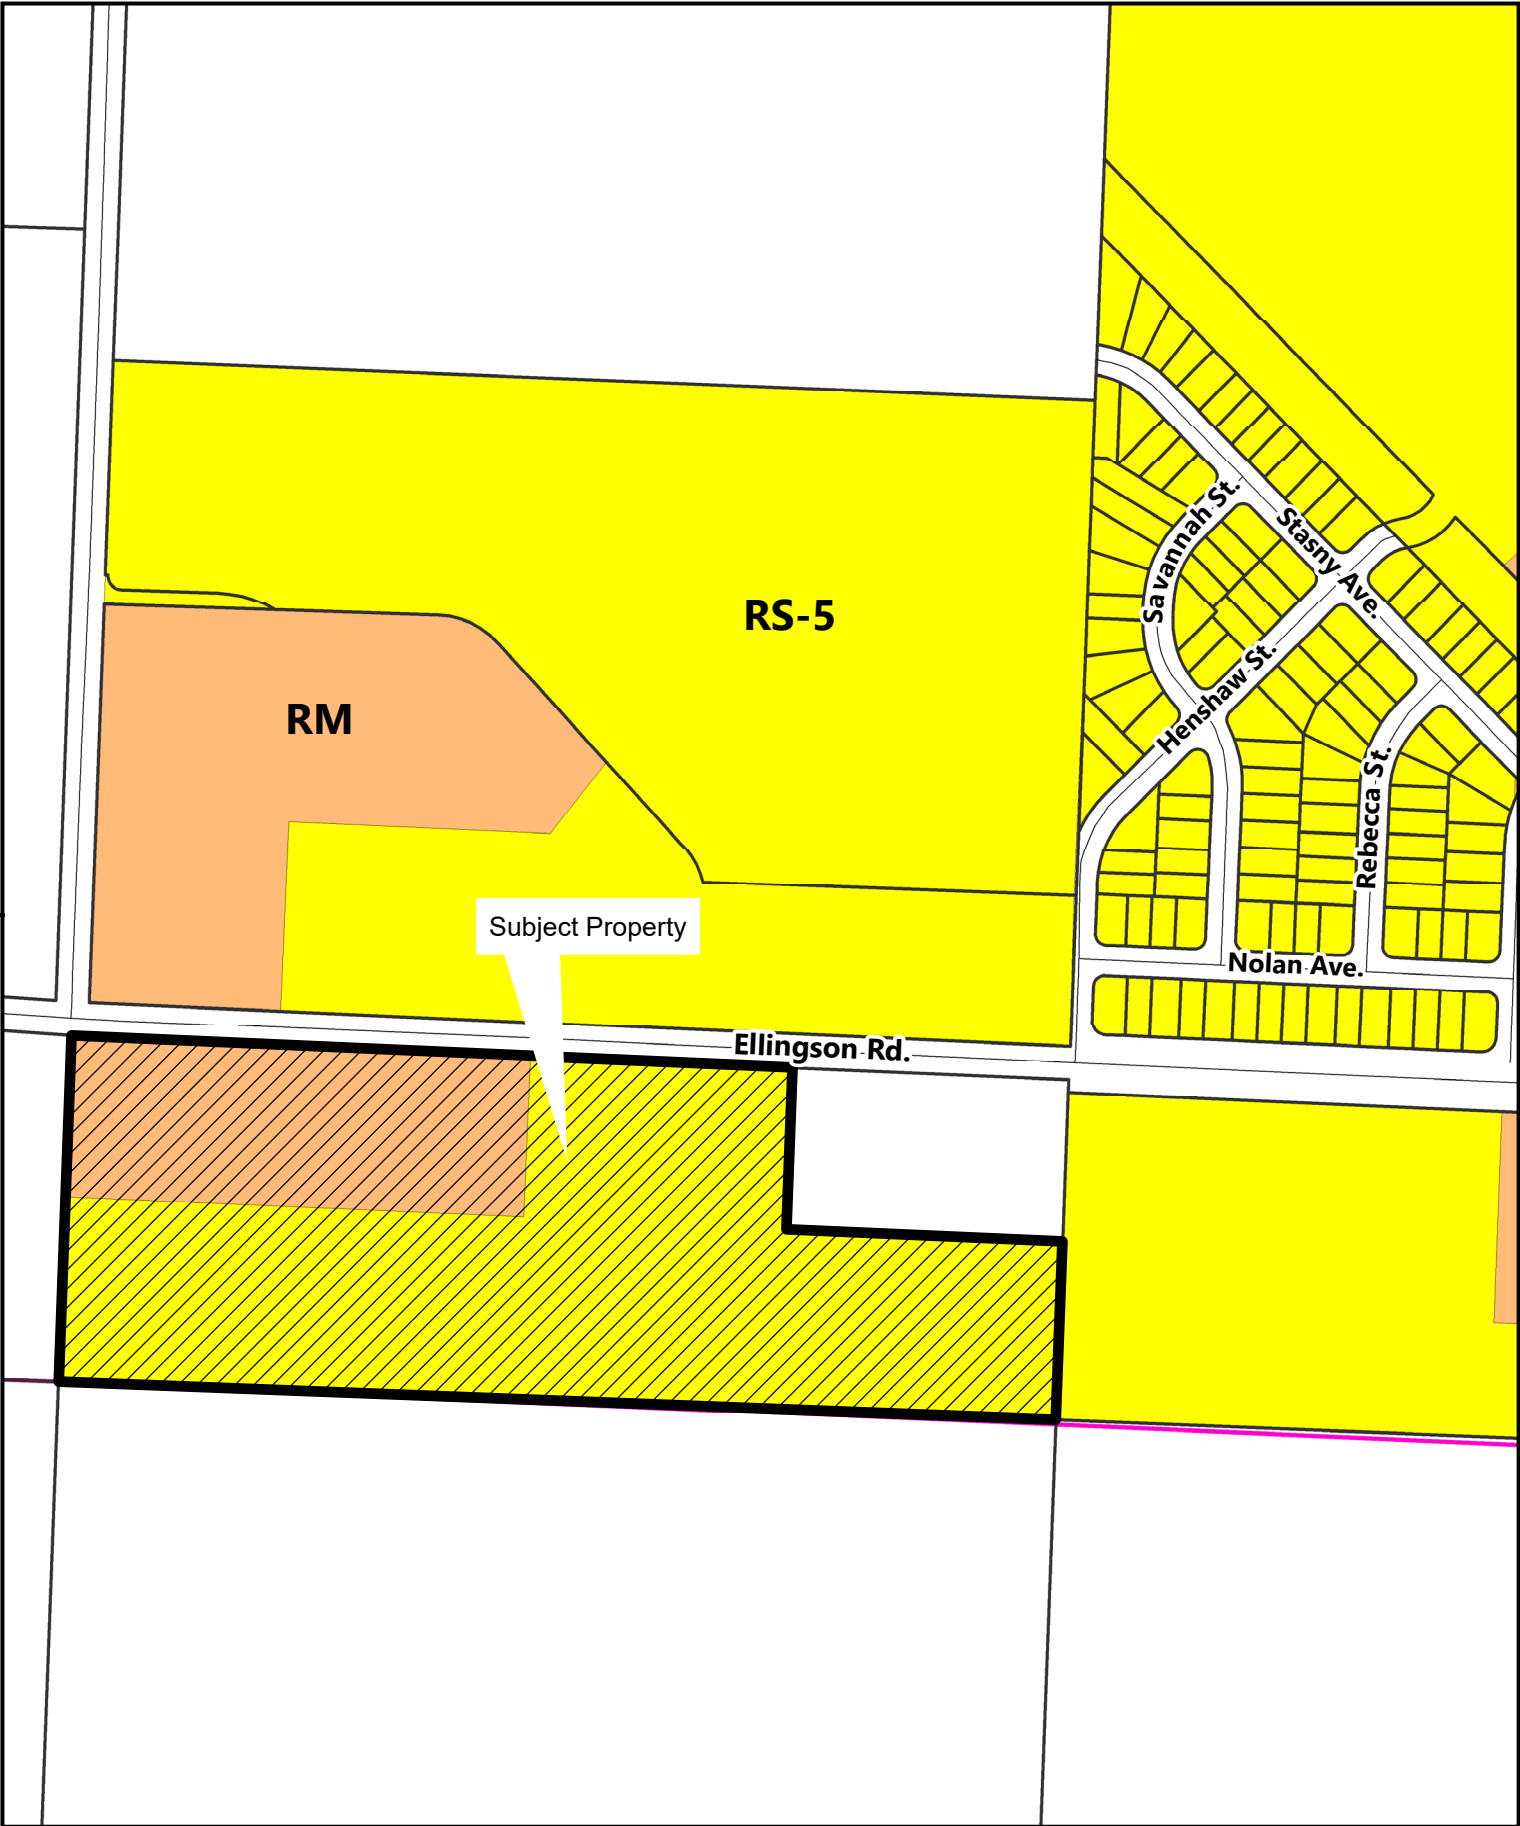 Savannah St.
Stasny Ave.
RS-5
Henshaw St.
RM
Rebecca St.
Subject Property
Nolan Ave.
Ellingson Rd.